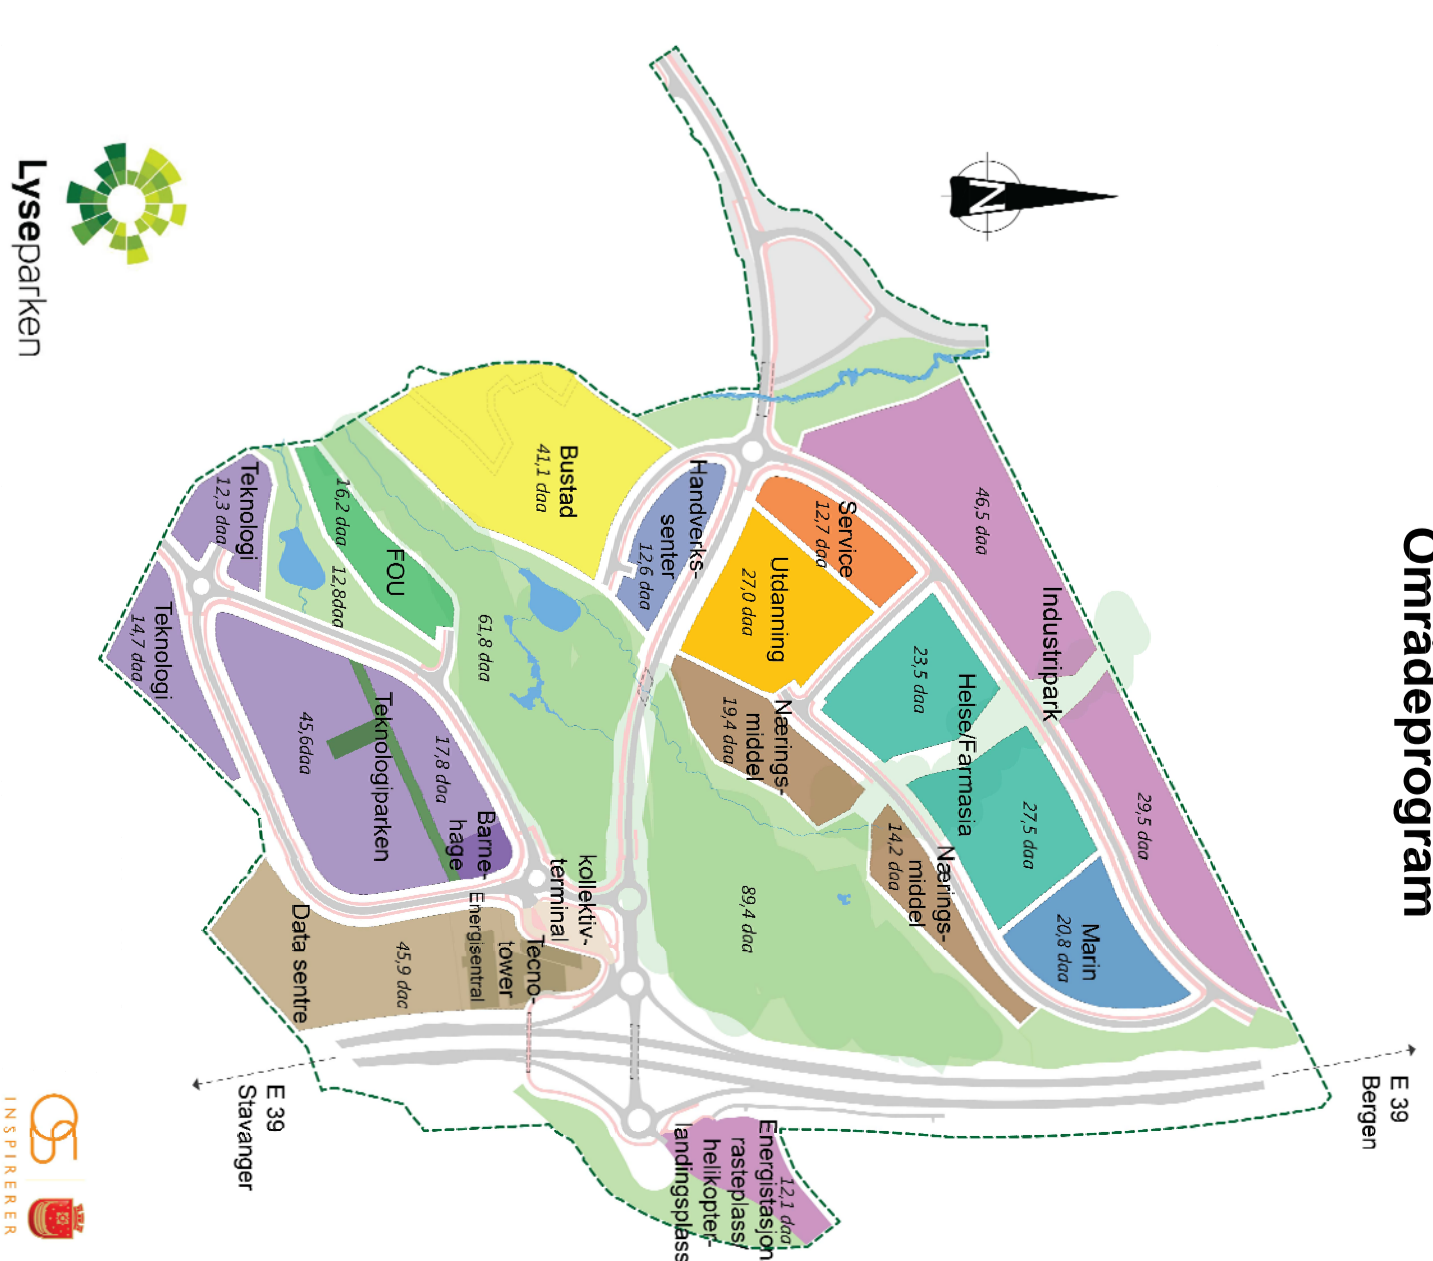 Områdeprogram
E 39
Bergen
46,5 daa
Industripark
29,5 daa
Service
12,7 daa
Utdanning
27,0 daa
Helse/Farmasia
23,5 daa
27,5 daa
Marin
20,8 daa
Nærings-
middel
19,4 daa
Nærings-
middel
14,2 daa
89,4 daa
Handverks-
senter
12,6 daa
Bustad
41,1 daa
61,8 daa
FOU
16,2 daa
12,8daa
Teknologi
12,3 daa
Teknologi
14,7 daa
Teknologiparken
17,8 daa
45,6daa
Barne-
hage
kollektiv-
terminal
Tecno-
tower
Energisentral
45,9 daa
Data sentre
12,1 daa
Energistasjon
rasteplass/
helikopter-
landingsplass
E 39
Stavanger
N
Lyseparken
OS
INSPIRERER